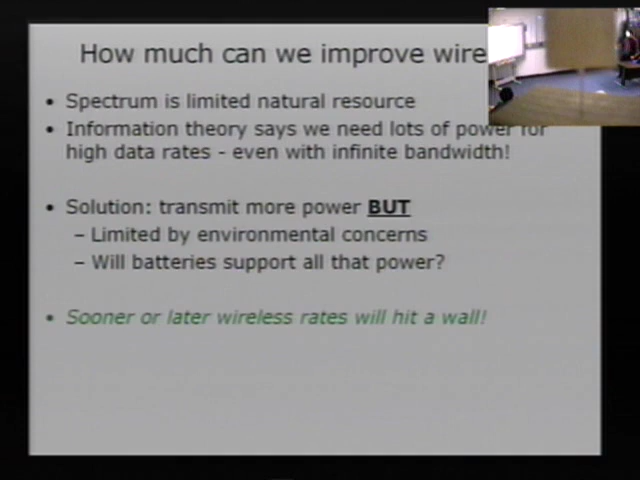 How much can we improve wire
• Spectrum is limited natural resource
• Information theory says we need lots of power for
high data rates - even with infinite bandwidth!
• Solution: transmit more power BUT
– Limited by environmental concerns
– Will batteries support all that power?
• Sooner or later wireless rates will hit a wall!